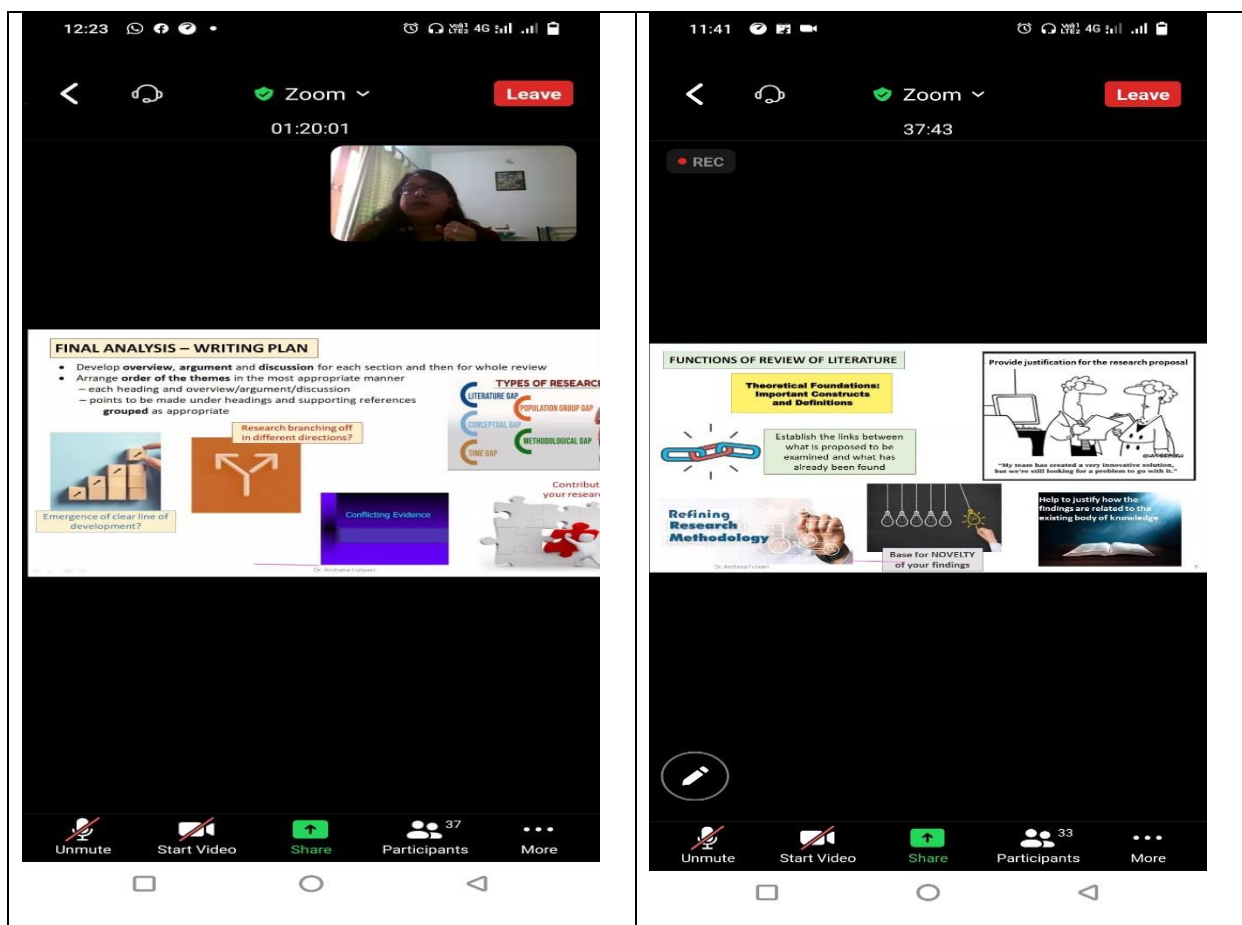 12:23
4G
Zoom
Leave
01:20:01
FINAL ANALYSIS – WRITING PLAN
• Develop overview, argument and discussion for each section and then for whole review
• Arrange order of the themes in the most appropriate manner
– each heading and overview/argument/discussion
– points to be made under headings and supporting references
grouped as appropriate
TYPES OF RESEARCH
LITERATURE GAP
POPULATION GROUP GAP
CONCEPTUAL GAP
METHODOLOGICAL GAP
TIME GAP
Research branching off
in different directions?
Emergence of clear line of
development?
Conflicting Evidence
Contribut
your resear
Dr. Archana Fulwari
Unmute
Start Video
Share
Participants
37
More
11:41
4G
Zoom
Leave
37:43
REC
FUNCTIONS OF REVIEW OF LITERATURE
Theoretical Foundations:
Important Constructs
and Definitions
Establish the links between
what is proposed to be
examined and what has
already been found
Provide justification for the research proposal
"My team has created a very innovative solution,
but we're still looking for a problem to go with it."
Refining
Research
Methodology
Base for NOVELTY
of your findings
Help to justify how the
findings are related to the
existing body of knowledge
Dr. Archana Fulwari
Unmute
Start Video
Share
Participants
33
More